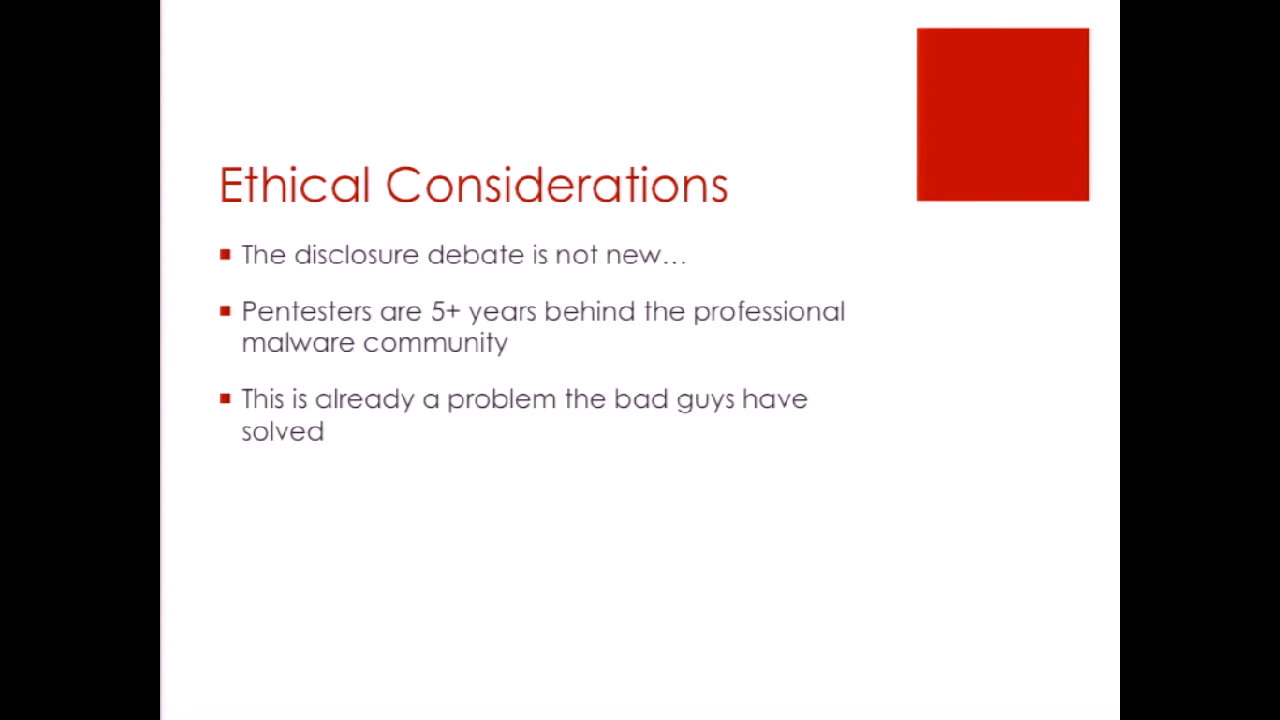 Ethical Considerations
The disclosure debate is not new...
Pentesters are 5+ years behind the professional
malware community
This is already a problem the bad guys have
solved